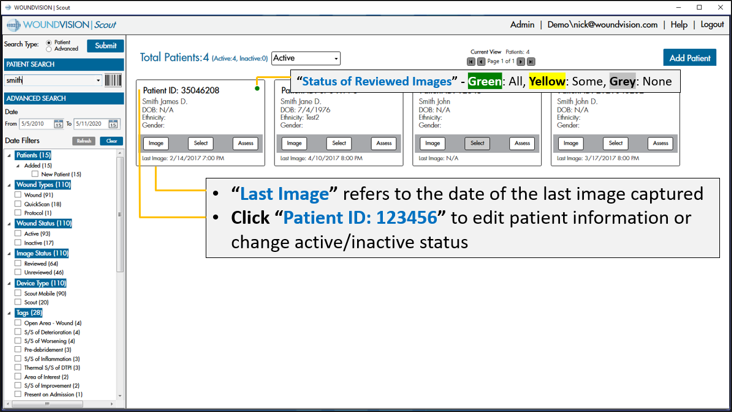 WOUNDVISION | Scout
WOUNDVISION | Scout
Admin | Demo\nick@woundvision.com | Help | Logout
Search Type: Patient Advanced Submit
PATIENT SEARCH
smith
ADVANCED SEARCH
Date
From 5/5/2010 15 To 5/11/2020 15
Date Filters Refresh Clear
Patients (15)
Added (15)
New Patient (15)
Wound Types (110)
Wound (91)
QuickScan (18)
Protocol (1)
Wound Status (110)
Active (93)
Inactive (17)
Image Status (110)
Reviewed (64)
Unreviewed (46)
Device Type (110)
Scout Mobile (90)
Scout (20)
Tags (28)
Open Area - Wound (4)
S/S of Deterioration (4)
S/S of Worsening (4)
Pre-debridement (3)
S/S of Inflamation (3)
Thermal S/S of DTPI (3)
Area of Interest (2)
S/S of Improvement (2)
Present on Admission (1)
Total Patients:4 (Active:4, Inactive:0) Active
Current View Patients: 4
Page 1 of 1
Add Patient
"Status of Reviewed Images" - Green: All, Yellow: Some, Grey: None
Patient ID: 35046208
Smith James D.
DOB: N/A
Ethnicity:
Gender:
Image Select Assess
Last Image: 2/14/2017 7:00 PM
Smith Jane D.
DOB: 7/4/1976
Ethnicity: Test2
Gender:
Image Select Assess
Last Image: 4/10/2017 8:00 PM
Smith John
DOB: N/A
Ethnicity:
Gender:
Image Select Assess
Last Image: N/A
Smith John D.
DOB: N/A
Ethnicity:
Gender:
Image Select Assess
Last Image: 3/17/2017 8:00 PM
• "Last Image" refers to the date of the last image captured
• Click "Patient ID: 123456" to edit patient information or
change active/inactive status